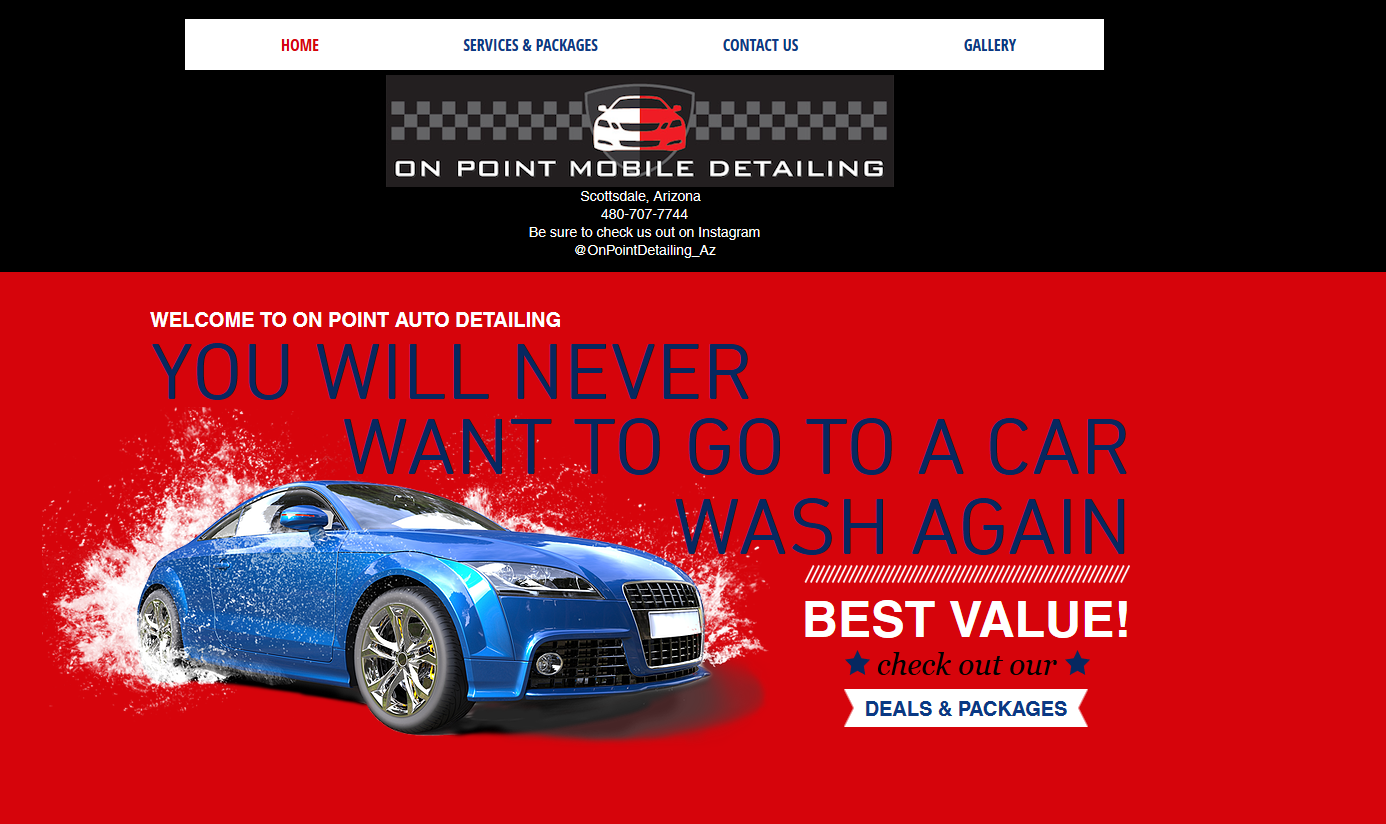 HOME
SERVICES & PACKAGES
CONTACT US
GALLERY
ON POINT MOBILE DETAILING
Scottsdale, Arizona
480-707-7744
Be sure to check us out on Instagram
@OnPointDetailing_Az
WELCOME TO ON POINT AUTO DETAILING
YOU WILL NEVER
WANT TO GO TO A CAR
WASH AGAIN
BEST VALUE!
check out our
DEALS & PACKAGES